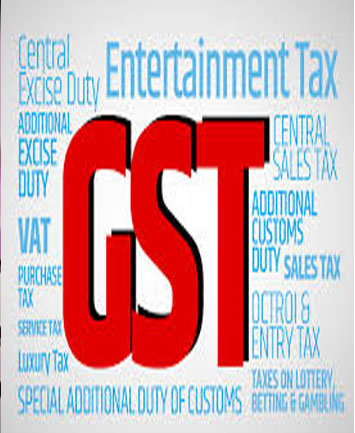 Central
Excise Duty
Entertainment Tax
ADDITIONAL
EXCISE
DUTY
VAT
PURCHASE
TAX
SERVICE TAX
Luxury Tax
GST
CENTRAL
SALES TAX
ADDITIONAL
CUSTOMS
DUTY
SALES TAX
OCTROI &
ENTRY TAX
TAXES ON LOTTERY
BETTING & GAMBLING
SPECIAL ADDITIONAL DUTY OF CUSTOMS